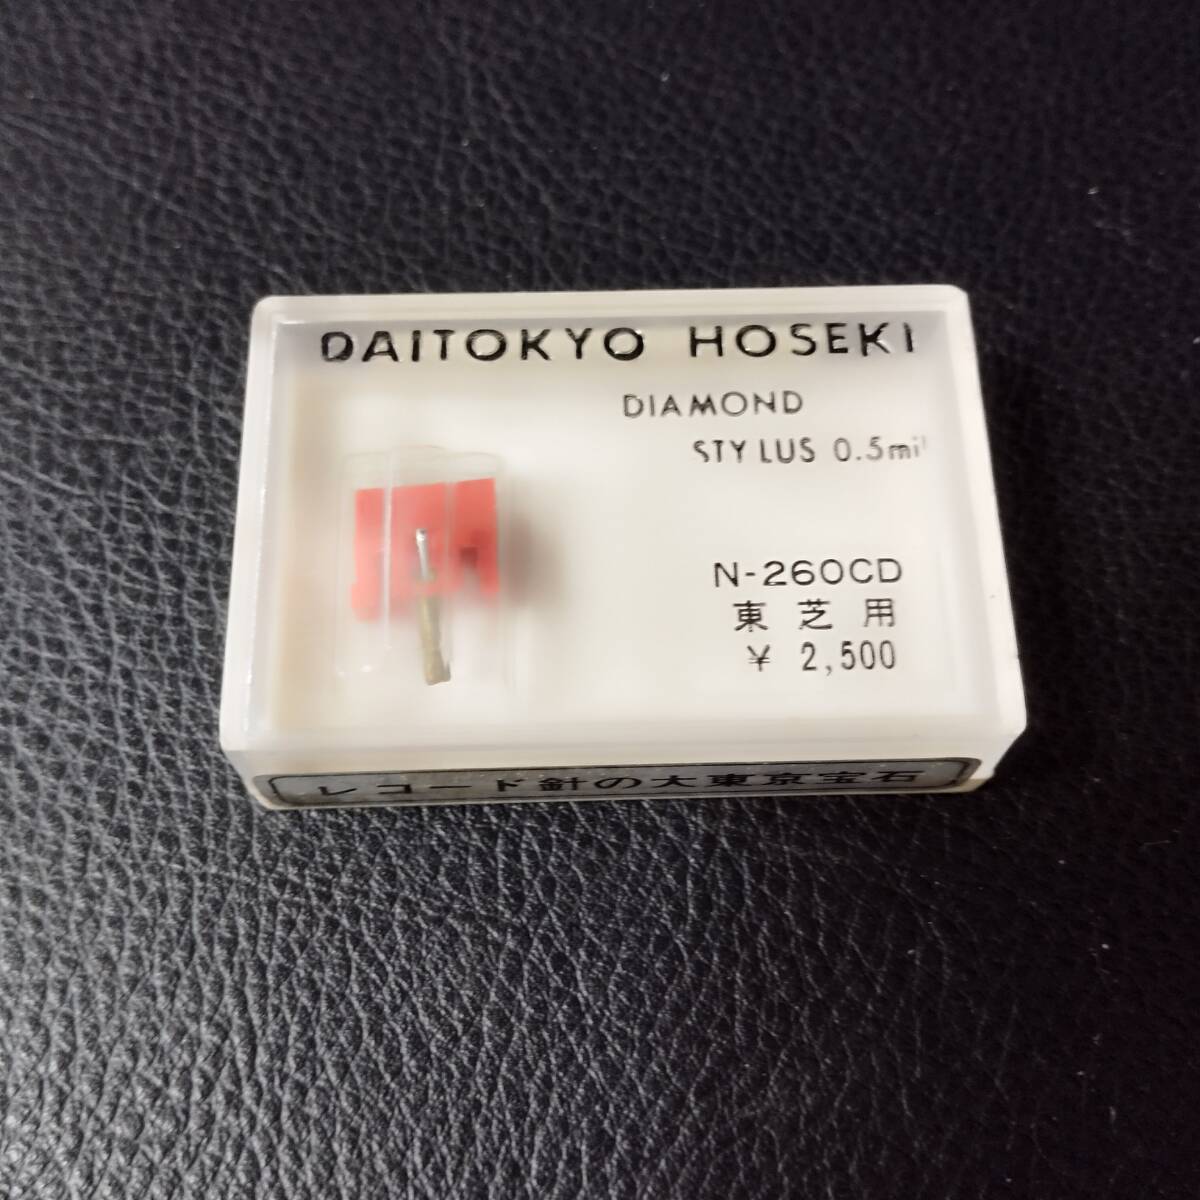 DAITOKYO HOSEKI
DIAMOND
STYLUS 0.5mil
N-260CD
東芝用
¥ 2,500
レコード針の大東京宝石